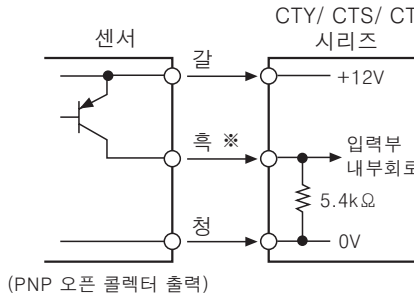 CTY/ CTS/ CT
센서
시리즈
갈
+12V
흑 ※
입력부
내부회로
5.4kΩ
청
0V
(PNP 오픈 콜렉터 출력)